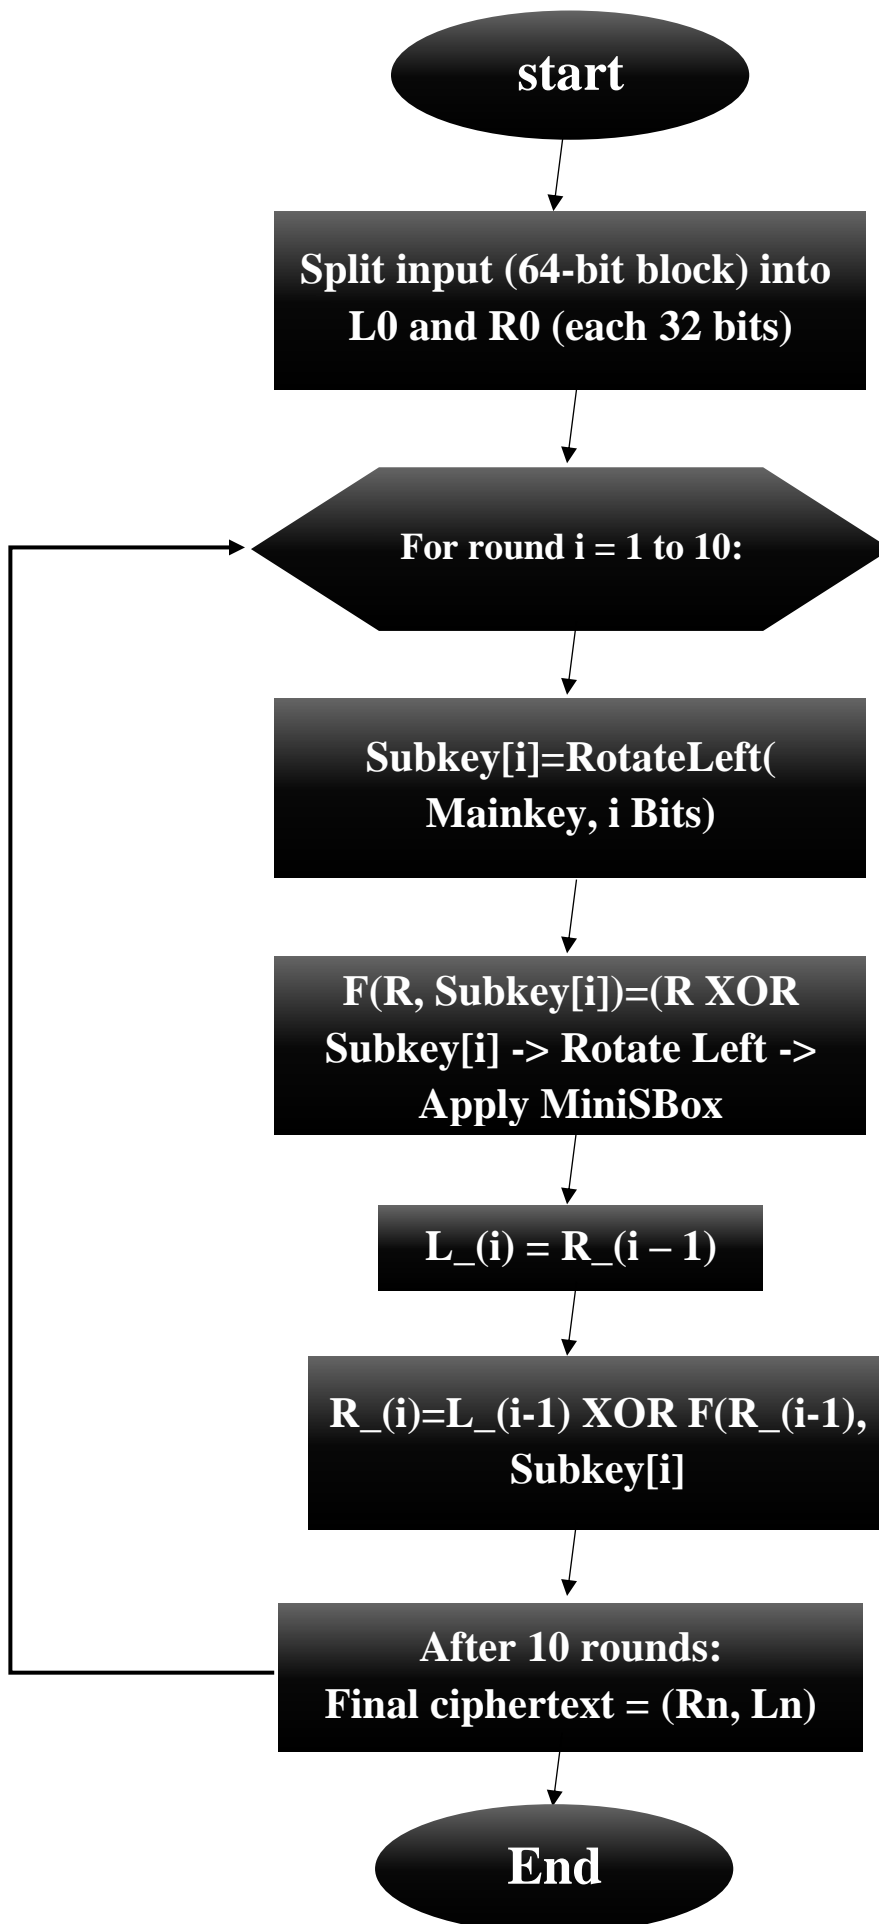 start
Split input (64-bit block) into
L0 and R0 (each 32 bits)
For round i = 1 to 10:
Subkey[i]=RotateLeft(
Mainkey, i Bits)
F(R, Subkey[i])=(R XOR
Subkey[i] -> Rotate Left ->
Apply MiniSBox
L_(i) = R_(i – 1)
R_(i)=L_(i-1) XOR F(R_(i-1),
Subkey[i]
After 10 rounds:
Final ciphertext = (Rn, Ln)
End